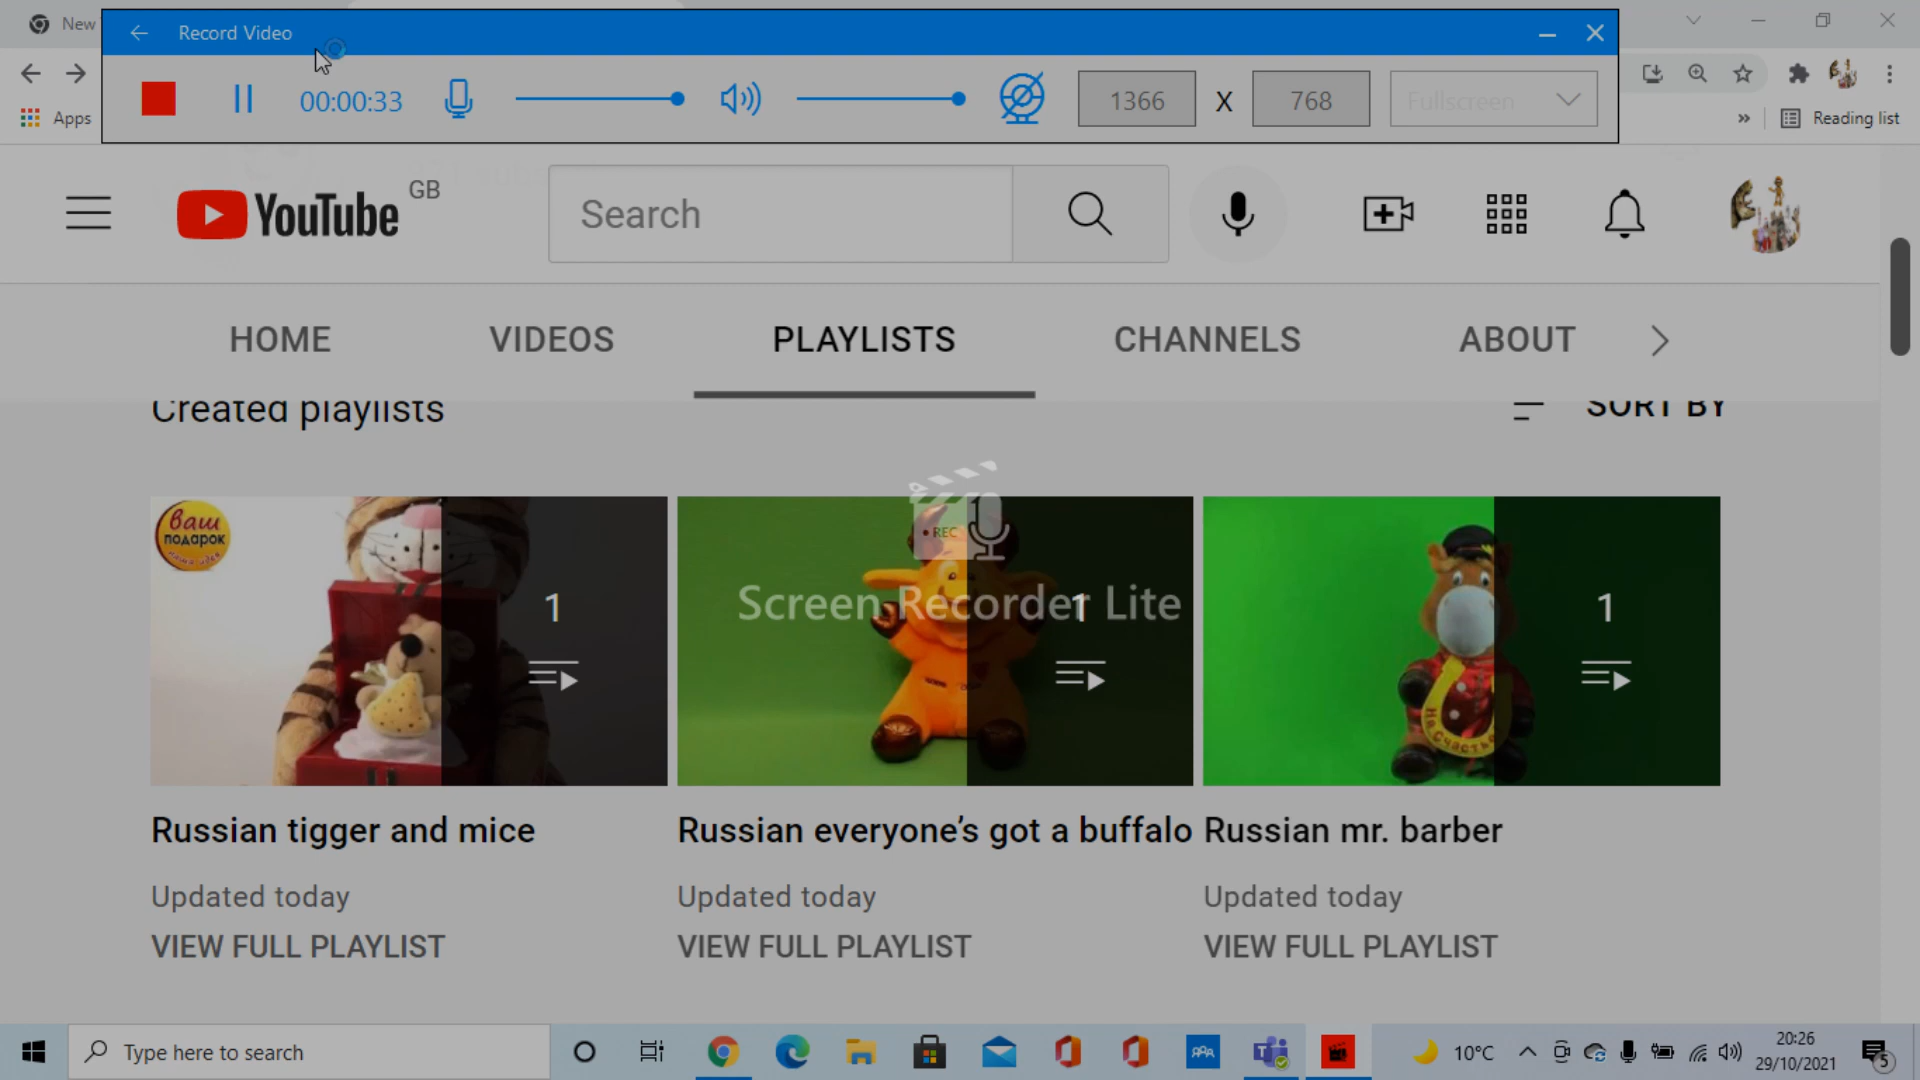 New
Record Video
00:00:33
1366 X 768 Fullscreen
Apps
» Reading list
YouTube GB
Search
HOME VIDEOS PLAYLISTS CHANNELS ABOUT
Created playlists
SORT BY
ваш
подарок
REC
Screen Recorder Lite
1
1
1
На Счастье
Russian tigger and mice
Russian everyone's got a buffalo
Russian mr. barber
Updated today
Updated today
Updated today
VIEW FULL PLAYLIST
VIEW FULL PLAYLIST
VIEW FULL PLAYLIST
Type here to search
10°C
20:26
29/10/2021
5